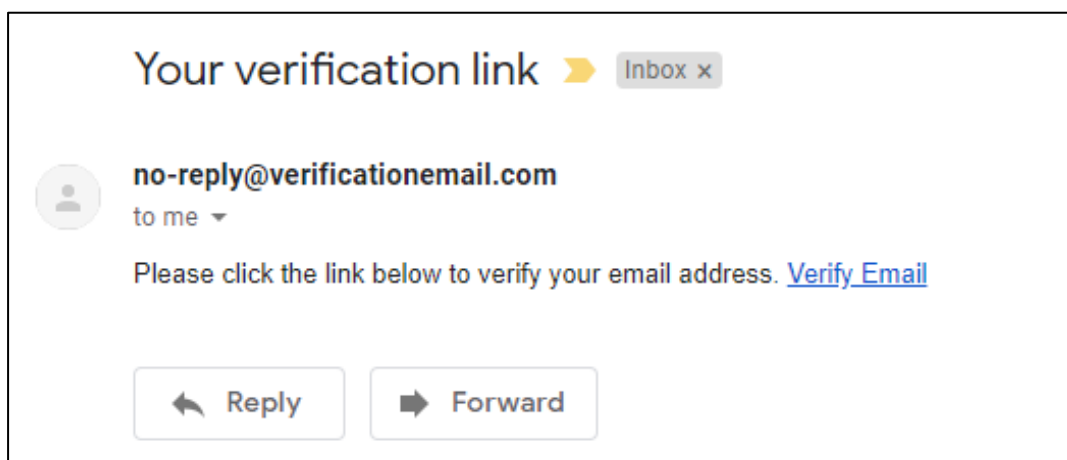 Your verification link Inbox x
no-reply@verificationemail.com
to me
Please click the link below to verify your email address. Verify Email
Reply Forward